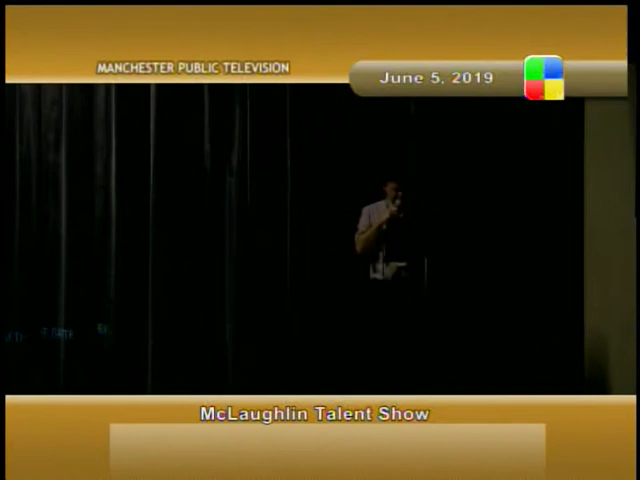 MANCHESTER PUBLIC TELEVISION
June 5, 2019
McLaughlin Talent Show